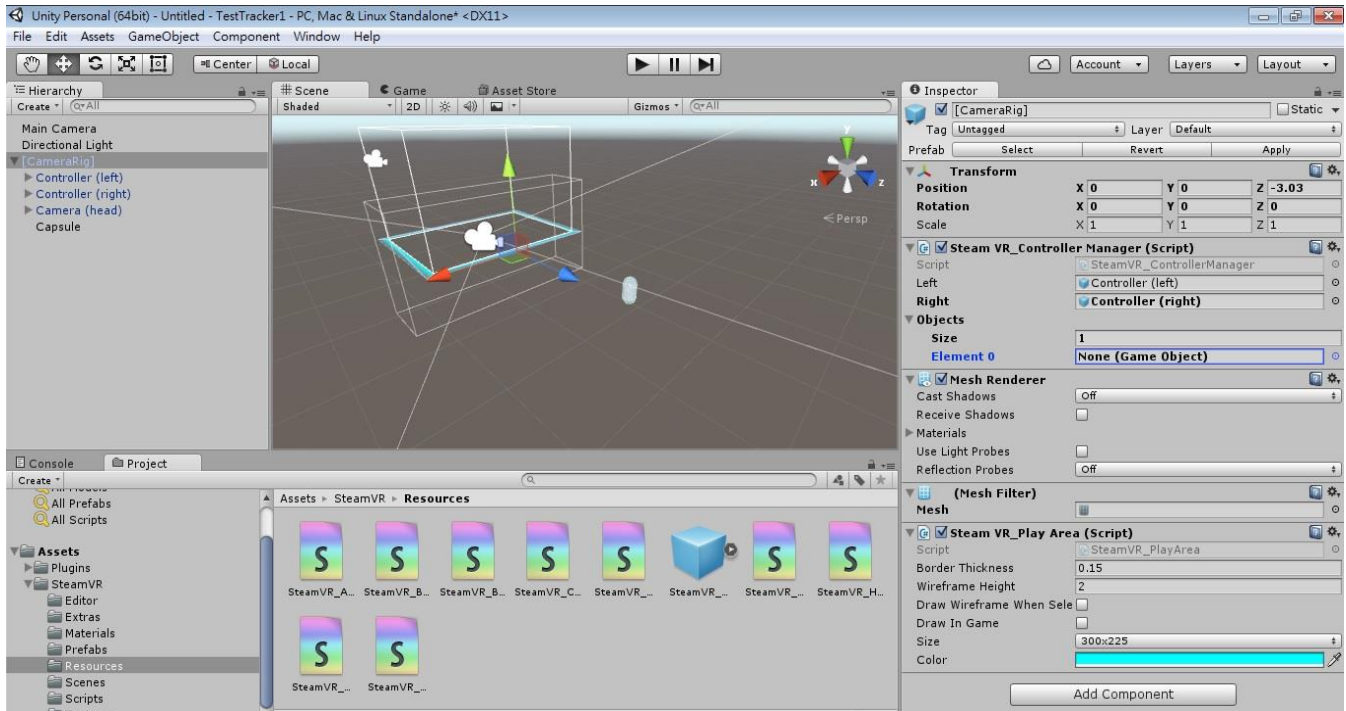 Unity Personal (64bit) - Untitled - TestTracker1 - PC, Mac & Linux Standalone* <DX11>
File Edit Assets GameObject Component Window Help
Center Local
Account Layers Layout
Hierarchy
Create All
Main Camera
Directional Light
[CameraRig]
Controller (left)
Controller (right)
Camera (head)
Capsule
Scene Game Asset Store
Shaded 2D Gizmos All
y
x z
Persp
Inspector
[CameraRig] Static
Tag Untagged Layer Default
Prefab Select Revert Apply
Transform
Position X 0 Y 0 Z -3.03
Rotation X 0 Y 0 Z 0
Scale X 1 Y 1 Z 1
Steam VR_Controller Manager (Script)
Script SteamVR_ControllerManager
Left Controller (left)
Right Controller (right)
Objects
Size 1
Element 0 None (Game Object)
Mesh Renderer
Cast Shadows Off
Receive Shadows
Materials
Use Light Probes
Reflection Probes Off
(Mesh Filter)
Mesh
Steam VR_Play Area (Script)
Script SteamVR_PlayArea
Border Thickness 0.15
Wireframe Height 2
Draw Wireframe When Sele
Draw In Game
Size 300x225
Color
Add Component
Console Project
Create
All Prefabs
All Scripts
Assets
Plugins
SteamVR
Editor
Extras
Materials
Prefabs
Resources
Scenes
Scripts
Assets SteamVR Resources
S S S S S S S
SteamVR_A... SteamVR_B... SteamVR_B... SteamVR_C... SteamVR_... SteamVR_... SteamVR_... SteamVR_H...
S S
SteamVR_... SteamVR_...